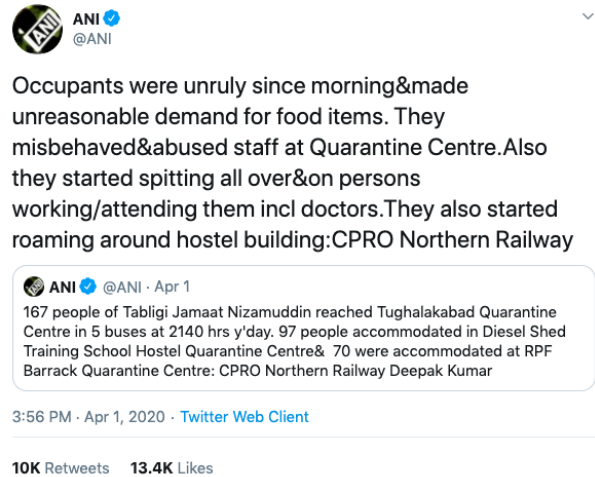 ANI
@ANI
Occupants were unruly since morning&made
unreasonable demand for food items. They
misbehaved&abused staff at Quarantine Centre.Also
they started spitting all over&on persons
working/attending them incl doctors.They also started
roaming around hostel building:CPRO Northern Railway
ANI @ANI · Apr 1
167 people of Tabligi Jamaat Nizamuddin reached Tughalakabad Quarantine
Centre in 5 buses at 2140 hrs y'day. 97 people accommodated in Diesel Shed
Training School Hostel Quarantine Centre& 70 were accommodated at RPF
Barrack Quarantine Centre: CPRO Northern Railway Deepak Kumar
3:56 PM · Apr 1, 2020 · Twitter Web Client
10K Retweets 13.4K Likes